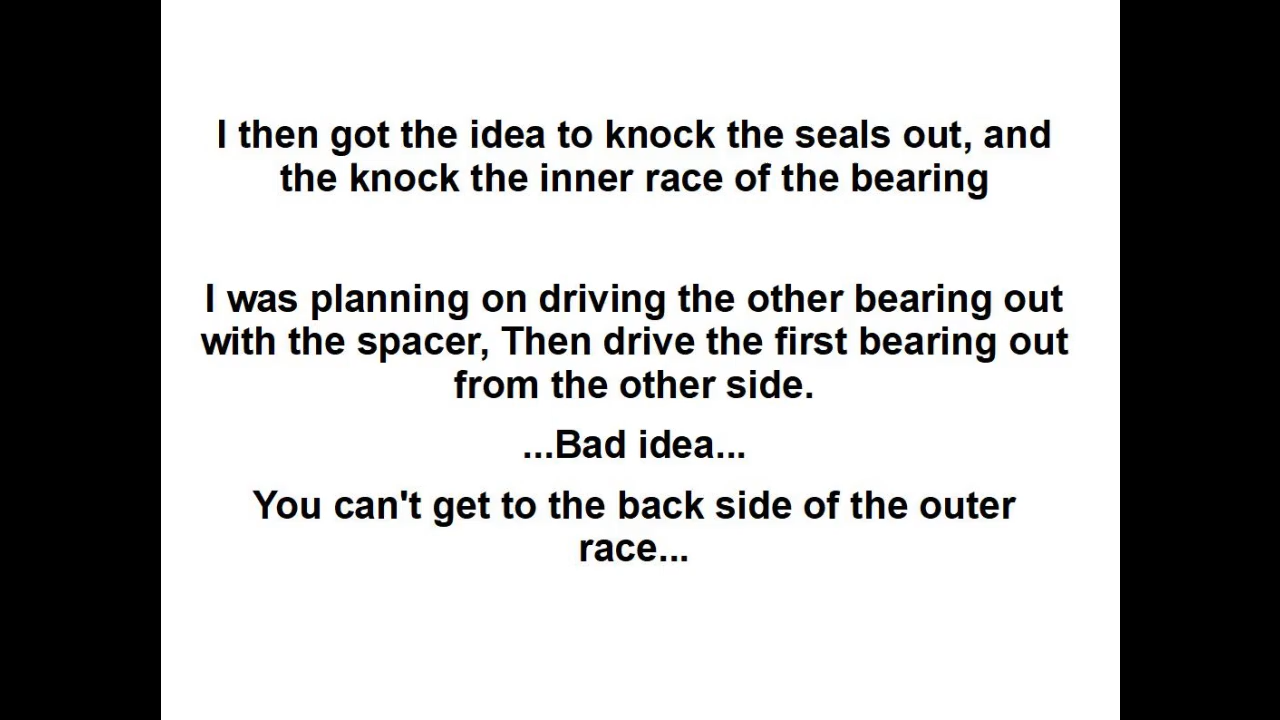 I then got the idea to knock the seals out, and
the knock the inner race of the bearing
I was planning on driving the other bearing out
with the spacer, Then drive the first bearing out
from the other side.
...Bad idea...
You can't get to the back side of the outer
race...